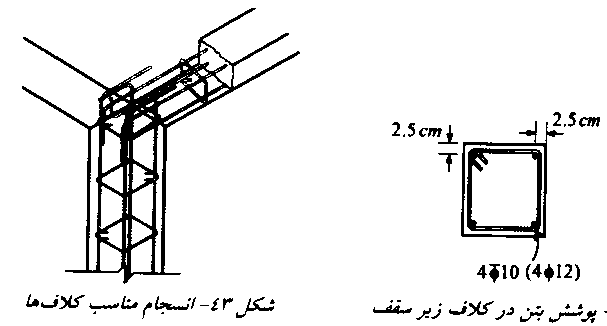 2.5 cm
2.5 cm
4ϕ10 (4ϕ12)
شکل ۴۳- انسجام مناسب کلاف‌ها
- پوشش بتن در کلاف زیر سقف